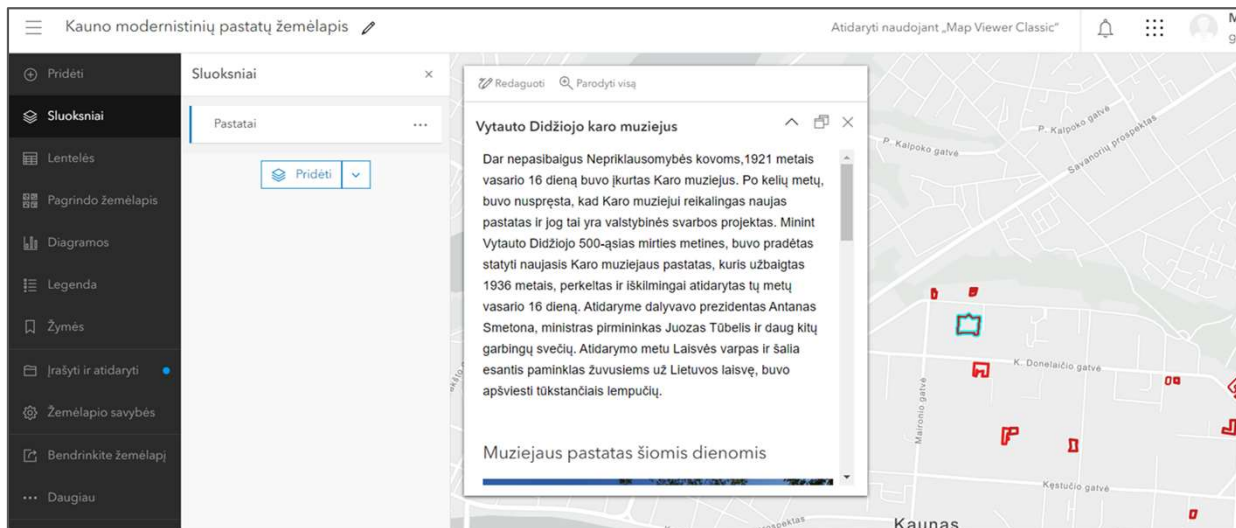 Kauno modernistinių pastatų žemėlapis
Atidaryti naudojant „Map Viewer Classic“
Pridėti
Sluoksniai
Lentelės
Pagrindo žemėlapis
Diagramos
Legenda
Žymės
Įrašyti ir atidaryti
Žemėlapio savybės
Bendrinkite žemėlapį
Daugiau
Sluoksniai
Pastatai
Pridėti
Redaguoti Parodyti visą
Vytauto Didžiojo karo muziejus
Dar nepasibaigus Nepriklausomybės kovoms,1921 metais
vasario 16 dieną buvo įkurtas Karo muziejus. Po kelių metų,
buvo nuspręsta, kad Karo muziejui reikalingas naujas
pastatas ir jog tai yra valstybinės svarbos projektas. Minint
Vytauto Didžiojo 500-ąsias mirties metines, buvo pradėtas
statyti naujasis Karo muziejaus pastatas, kuris užbaigtas
1936 metais, perkeltas ir iškilmingai atidarytas tų metų
vasario 16 dieną. Atidaryme dalyvavo prezidentas Antanas
Smetona, ministras pirmininkas Juozas Tūbelis ir daug kitų
garbingų svečių. Atidarymo metu Laisvės varpas ir šalia
esantis paminklas žuvusiems už Lietuvos laisvę, buvo
apšviesti tūkstančiais lempučių.
Muziejaus pastatas šiomis dienomis
P. Kalpoko gatvė
P. Kalpoko gatvė
Savanorių prospektas
K. Donelaičio gatvė
Maironio gatvė
Kęstučio gatvė
Kaunas